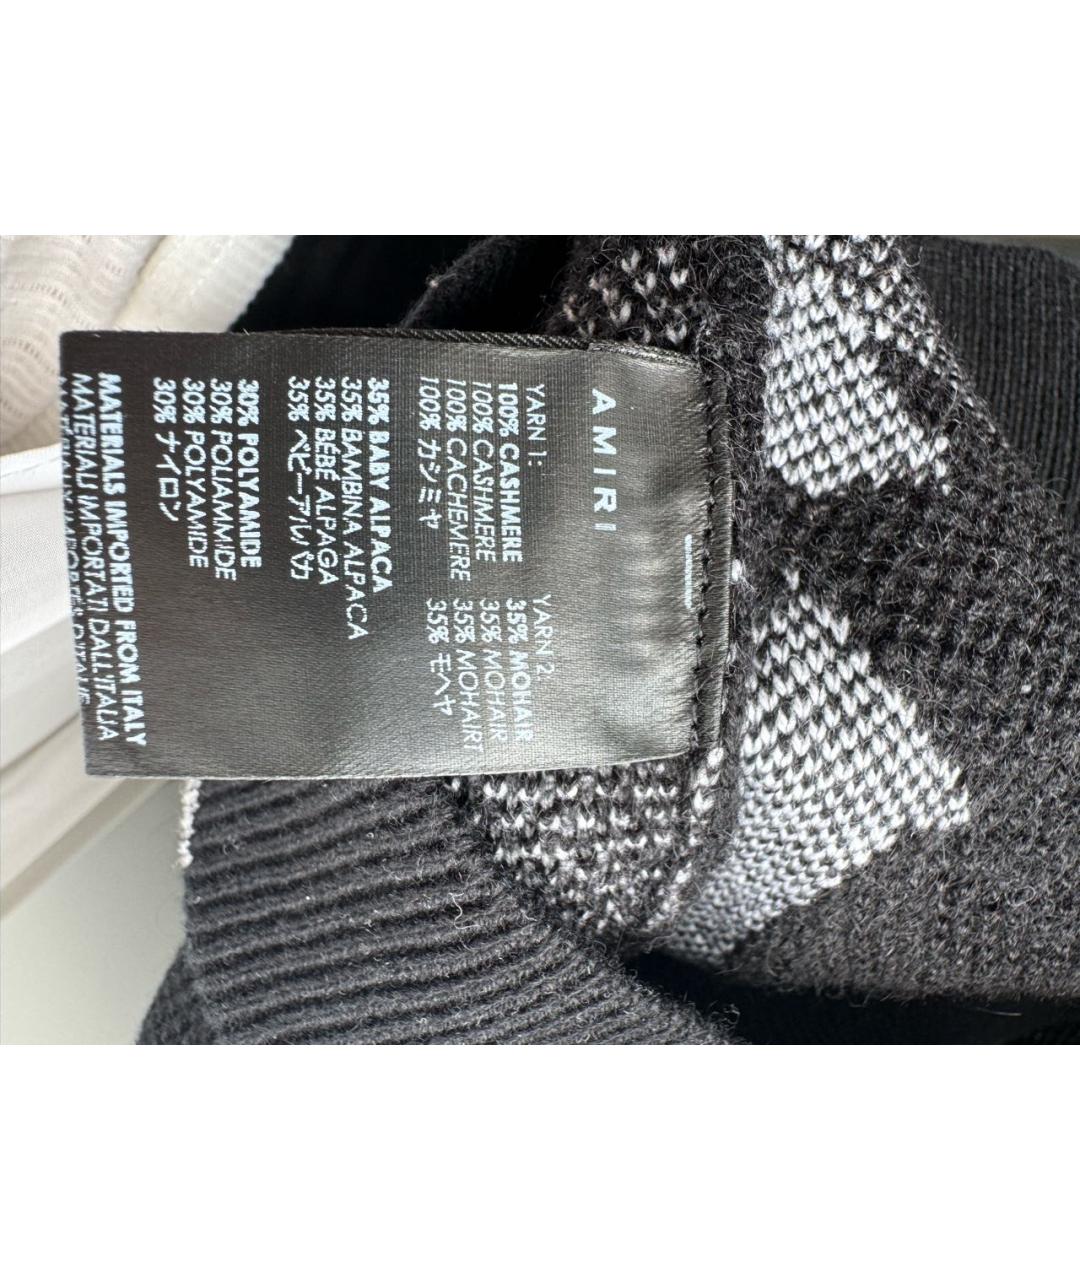 AMIRI
YARN 1:
100% CASHMERE
100% CASHMERE
100% CACHEMERE
100% カシミヤ
YARN 2:
35% MOHAIR
35% MOHAIR
35% MOHAIR
35% モヘヤ
35% BABY ALPACA
35% BAMBINA ALPACA
35% BÉBÉ ALPAGA
35% ベビーアルパカ
30% POLYAMIDE
30% POLIAMMIDE
30% POLYAMIDE
30% ナイロン
MATERIALS IMPORTED FROM ITALY
MATERIALI IMPORTATI DALL'ITALIA